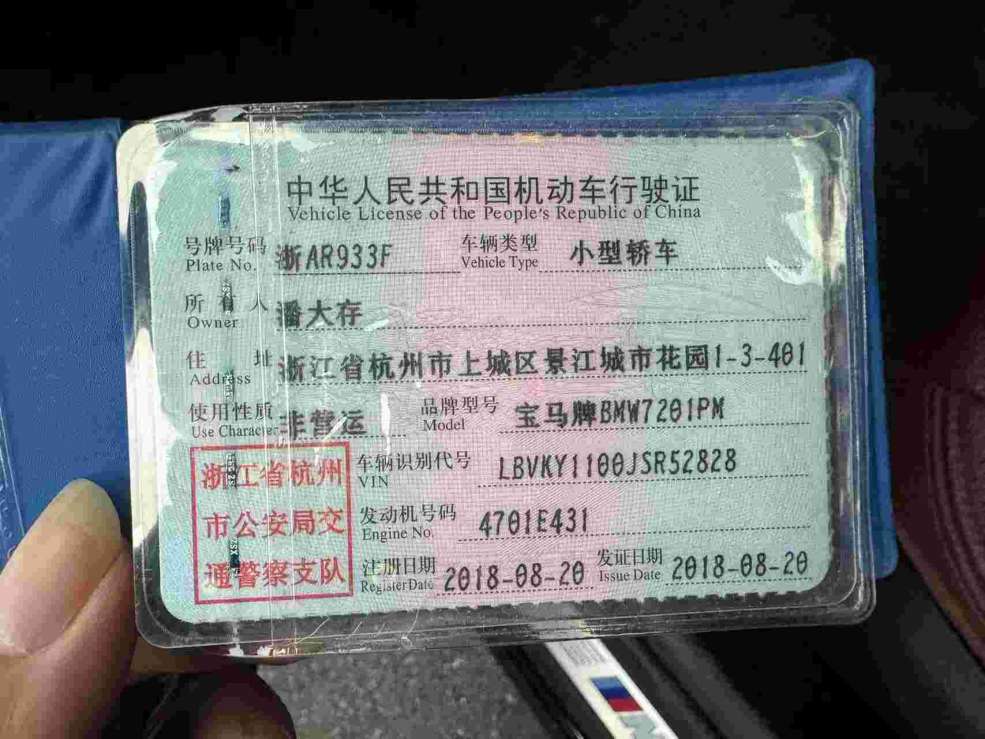 中华人民共和国机动车行驶证
Vehicle License of the People's Republic of China
号牌号码 浙AR933F 车辆类型 小型轿车
Plate No. Vehicle Type
所有人 潘大存
Owner
住址 浙江省杭州市上城区景江城市花园1-3-401
Address
使用性质 非营运 品牌型号 宝马牌BMW7201PM
Use Character Model
浙江省杭州 车辆识别代号 LBVKY1100JSR52828
VIN
市公安局交 发动机号码 4701E431
Engine No.
通警察支队 注册日期 2018-08-20 发证日期 2018-08-20
Register Date Issue Date